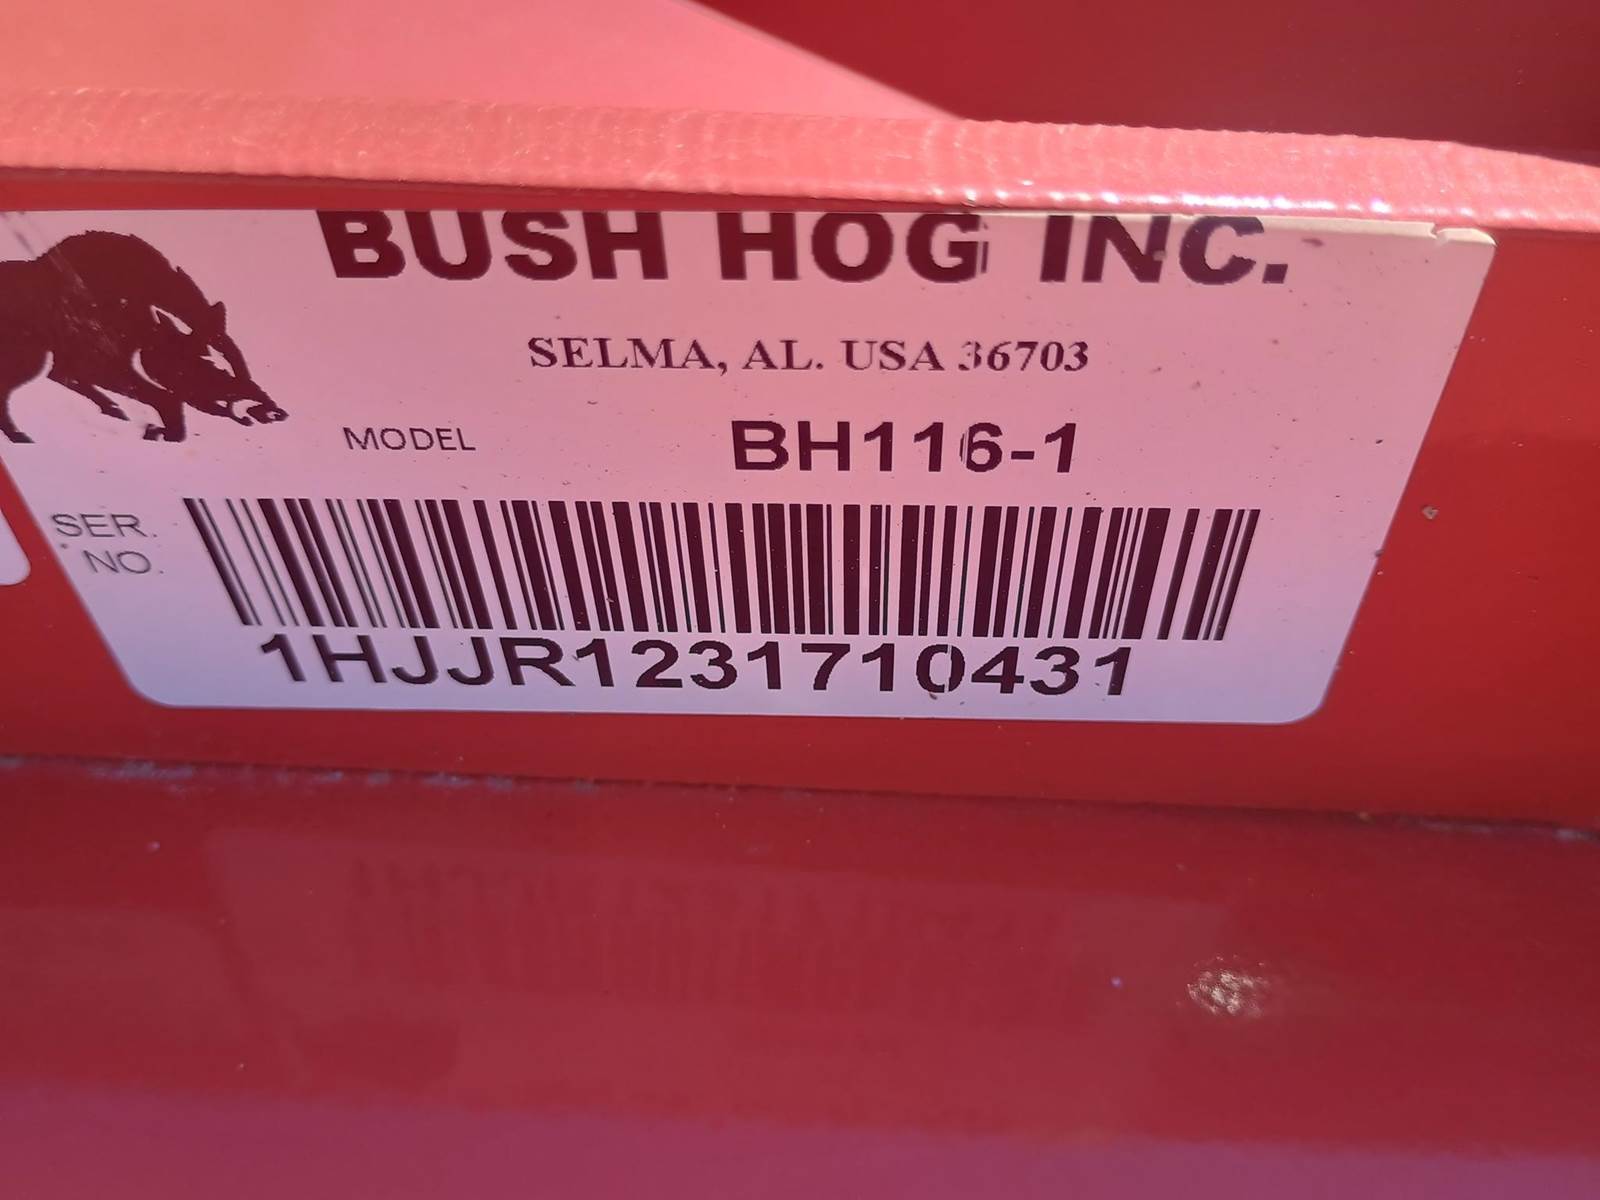 BUSH HOG INC.
SELMA, AL. USA 36703
MODEL BH116-1
SER.
NO.
1HJJR1231710431